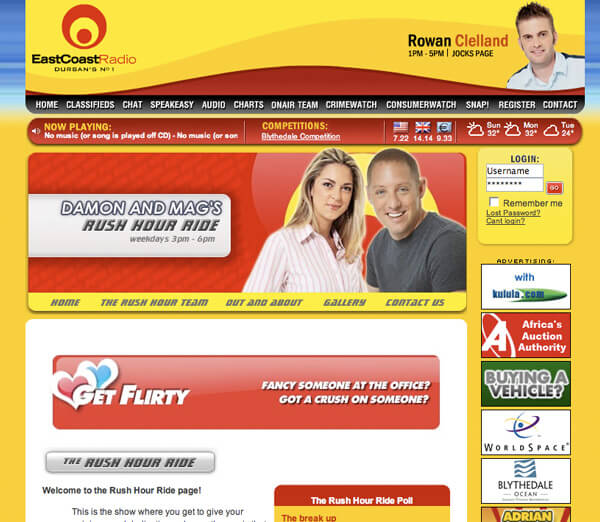 EastCoastRadio
DURBAN'S Nº1
Rowan Clelland
1PM - 5PM | JOCKS PAGE
HOME CLASSIFIEDS CHAT SPEAKEASY AUDIO CHARTS ONAIR TEAM CRIMEWATCH CONSUMERWATCH SNAP! REGISTER CONTACT
NOW PLAYING:
No music (or song is played off CD) - No music (or son
COMPETITIONS:
Blythedale Competition
7.22 14.14 9.33
Sun 32° Mon 32° Tue 24°
DAMON AND MAG'S
RUSH HOUR RIDE
weekdays 3pm - 6pm
HOME THE RUSH HOUR TEAM OUT AND ABOUT GALLERY CONTACT US
LOGIN:
Username
********
GO
Remember me
Lost Password?
Cant login?
ADVERTISING:
with
kulula.com
Africa's
Auction
Authority
BUYING A
VEHICLE?
WORLDSPACE®
BLYTHEDALE
OCEAN
ADRIAN
GET FLIRTY
FANCY SOMEONE AT THE OFFICE?
GOT A CRUSH ON SOMEONE?
THE RUSH HOUR RIDE
Welcome to the Rush Hour Ride page!
This is the show where you get to give your
The Rush Hour Ride Poll
The break up